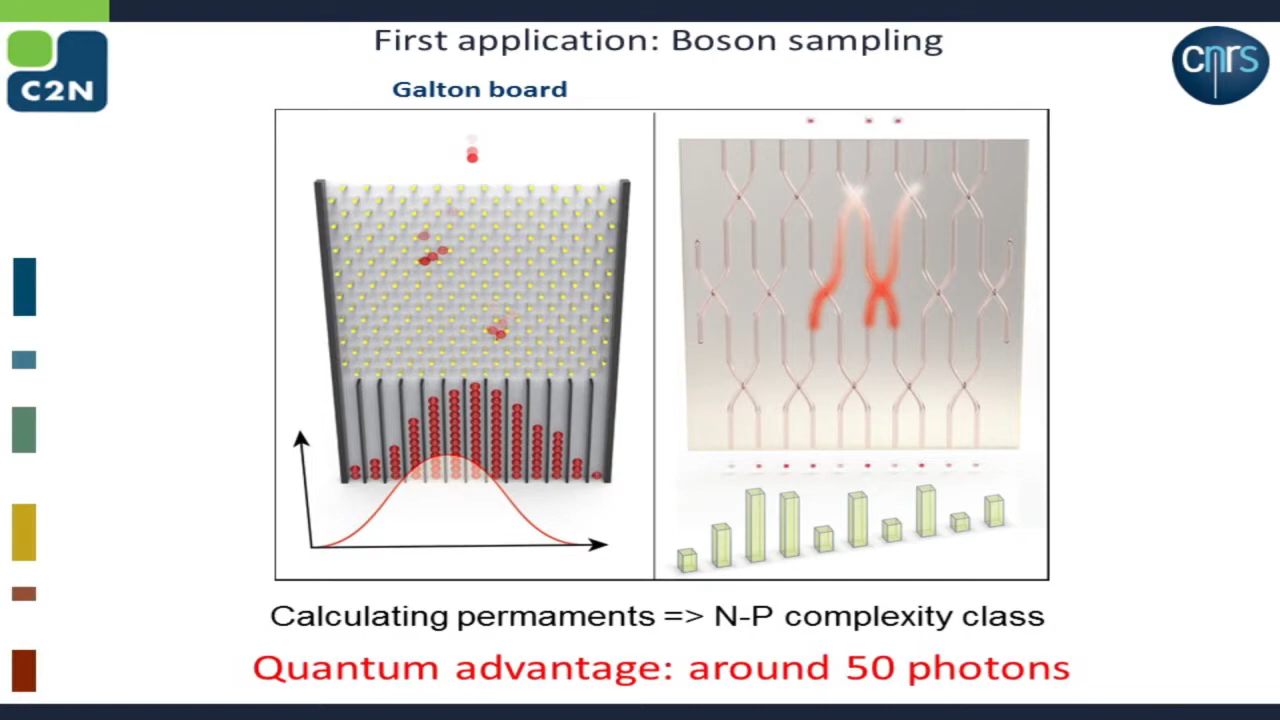 First application: Boson sampling
C2N
cnrs
Galton board
Calculating permaments => N-P complexity class
Quantum advantage: around 50 photons